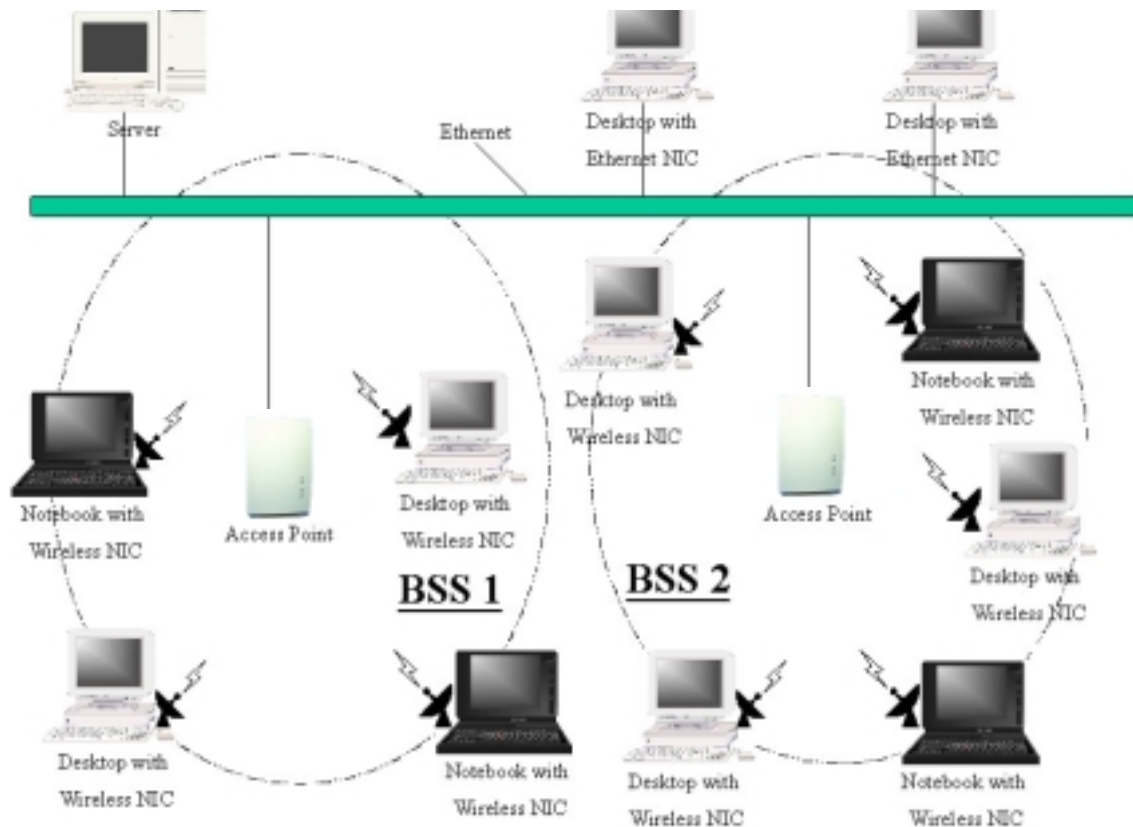 Server
Ethernet
Desktop with
Ethernet NIC
Desktop with
Ethernet NIC
Desktop with
Wireless NIC
Notebook with
Wireless NIC
Notebook with
Wireless NIC
Access Point
Desktop with
Wireless NIC
Access Point
Desktop with
Wireless NIC
BSS 1
BSS 2
Desktop with
Wireless NIC
Notebook with
Wireless NIC
Desktop with
Wireless NIC
Notebook with
Wireless NIC